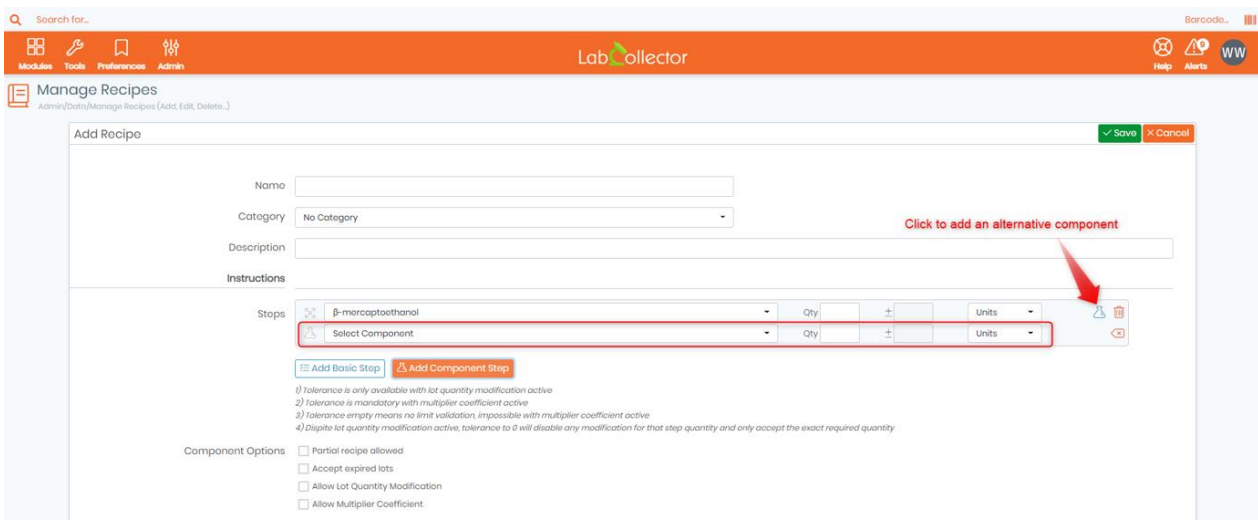 Search for... Barcode...
Modules Tools Preferences Admin LabCollector Help 0 Alerts WW
Manage Recipes
Admin/Data/Manage Recipes (Add, Edit, Delete...)
Add Recipe Save Cancel
Name
Category No Category
Click to add an alternative component
Description
Instructions
Steps β-mercaptoethanol Qty ± Units
Select Component Qty ± Units
Add Basic Step Add Component Step
1) Tolerance is only available with lot quantity modification active
2) Tolerance is mandatory with multiplier coefficient active
3) Tolerance empty means no limit validation, impossible with multiplier coefficient active
4) Dispite lot quantity modification active, tolerance to 0 will disable any modification for that step quantity and only accept the exact required quantity
Component Options Partial recipe allowed
Accept expired lots
Allow Lot Quantity Modification
Allow Multiplier Coefficient